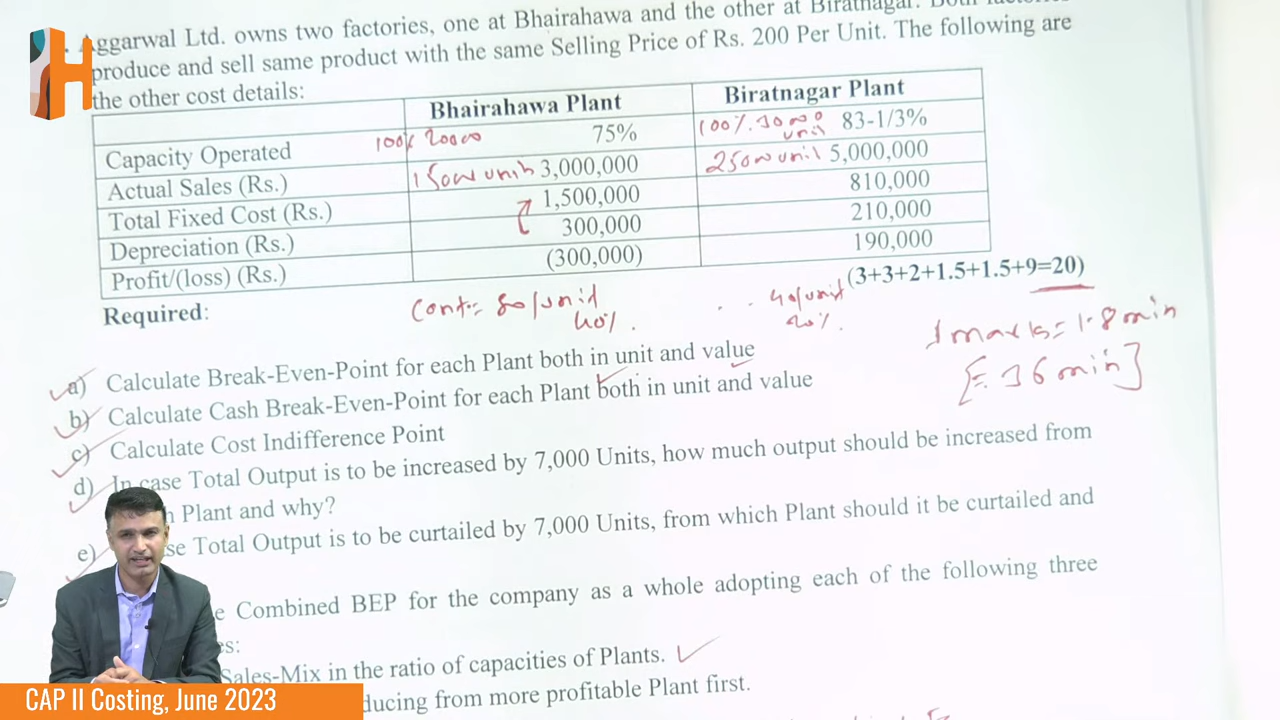 H
Aggarwal Ltd. owns two factories, one at Bhairahawa and the other at Biratnagar. Both factories
produce and sell same product with the same Selling Price of Rs. 200 Per Unit. The following are
the other cost details:
Bhairahawa Plant Biratnagar Plant
Capacity Operated 100% 20000 75% 100% 30000 unit 83-1/3%
Actual Sales (Rs.) 15000 units 3,000,000 25000 unit 5,000,000
Total Fixed Cost (Rs.) 1,500,000 810,000
Depreciation (Rs.) 300,000 210,000
Profit/(loss) (Rs.) (300,000) 190,000
Required: (3+3+2+1.5+1.5+9=20)
Cont. = 80/unit 40/unit
40%. 20%.
1 marks = 1.8 min
[= 36 min]
a) Calculate Break-Even-Point for each Plant both in unit and value
b) Calculate Cash Break-Even-Point for each Plant both in unit and value
c) Calculate Cost Indifference Point
d) In case Total Output is to be increased by 7,000 Units, how much output should be increased from
Plant and why?
e) se Total Output is to be curtailed by 7,000 Units, from which Plant should it be curtailed and
e Combined BEP for the company as a whole adopting each of the following three
es:
Sales-Mix in the ratio of capacities of Plants.
ducing from more profitable Plant first.
CAP II Costing, June 2023